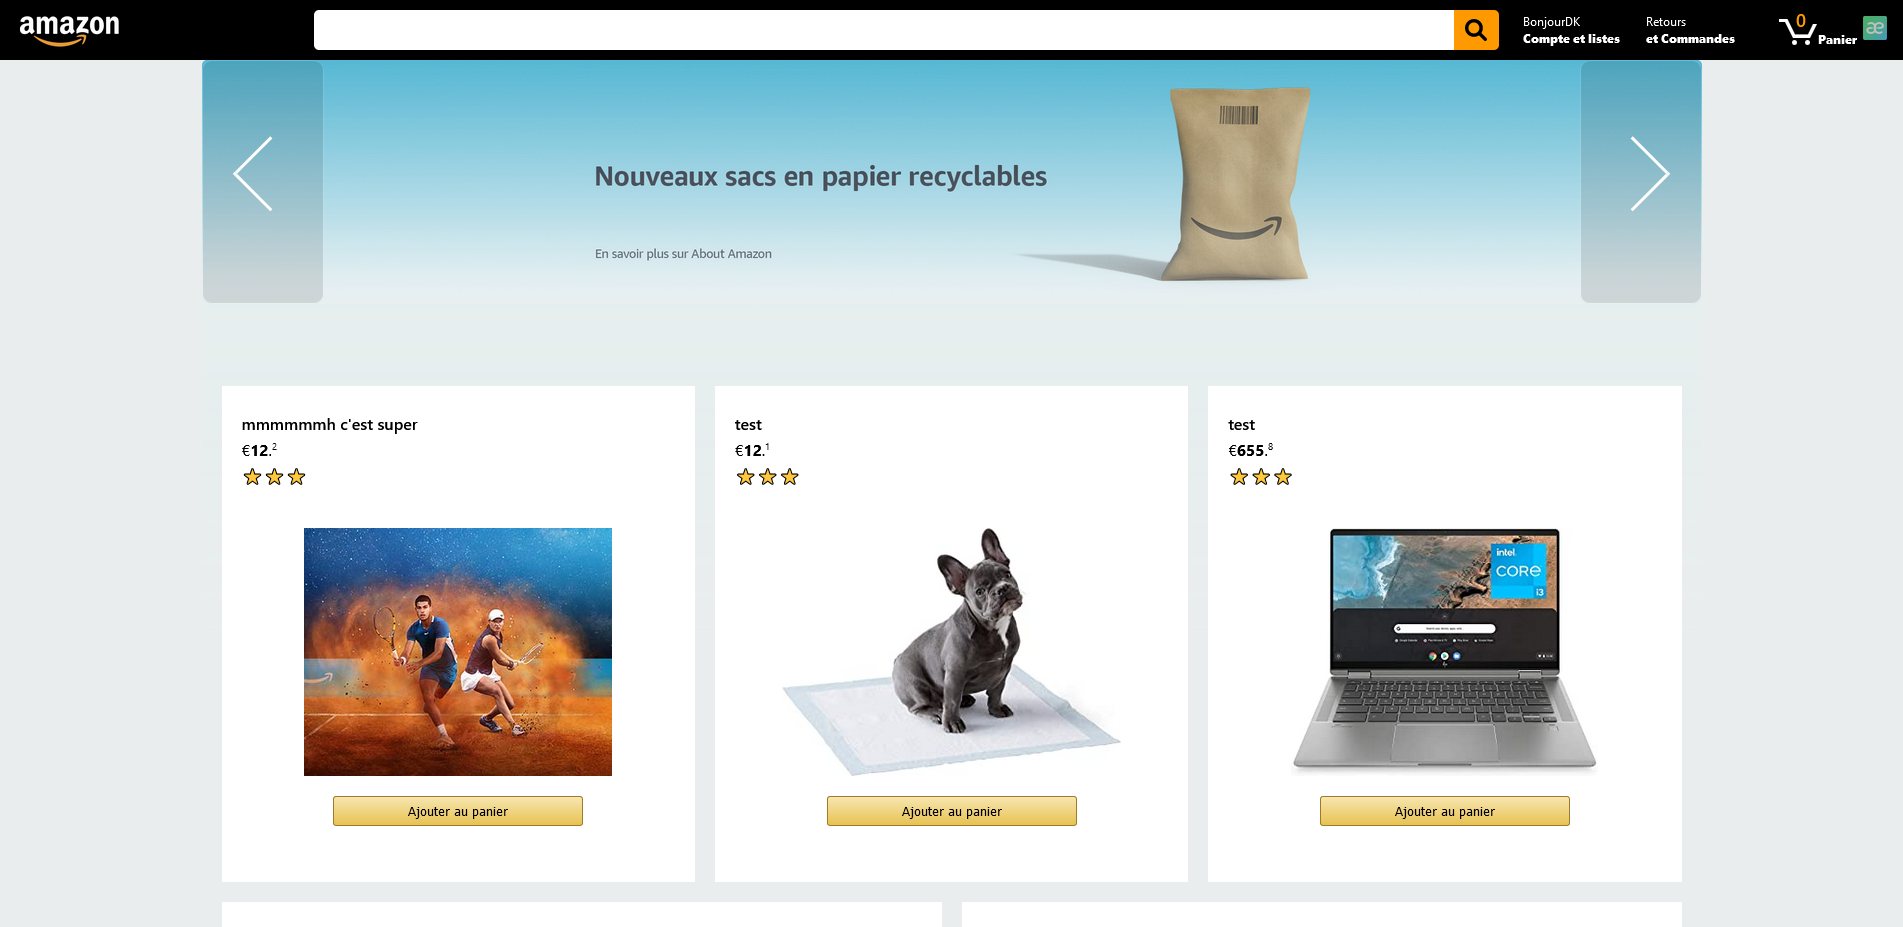 amazon
BonjourDK
Compte et listes
Retours
et Commandes
0
Panier
æ
Nouveaux sacs en papier recyclables
En savoir plus sur About Amazon
mmmmmmh c'est super
€12.2
test
€12.1
test
€655.8
intel.
CORE
i3
Ajouter au panier
Ajouter au panier
Ajouter au panier